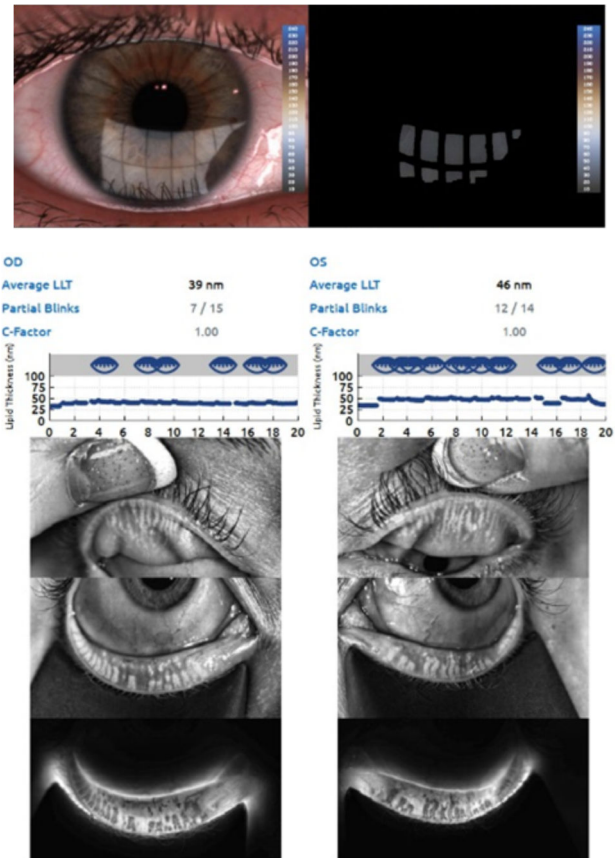 OD
Average LLT 39 nm
Partial Blinks 7 / 15
C-Factor 1.00
Lipid Thickness (nm)
100
75
50
25
0
0 2 4 6 8 10 12 14 16 18 20
OS
Average LLT 46 nm
Partial Blinks 12 / 14
C-Factor 1.00
Lipid Thickness (nm)
100
75
50
25
0
0 2 4 6 8 10 12 14 16 18 20